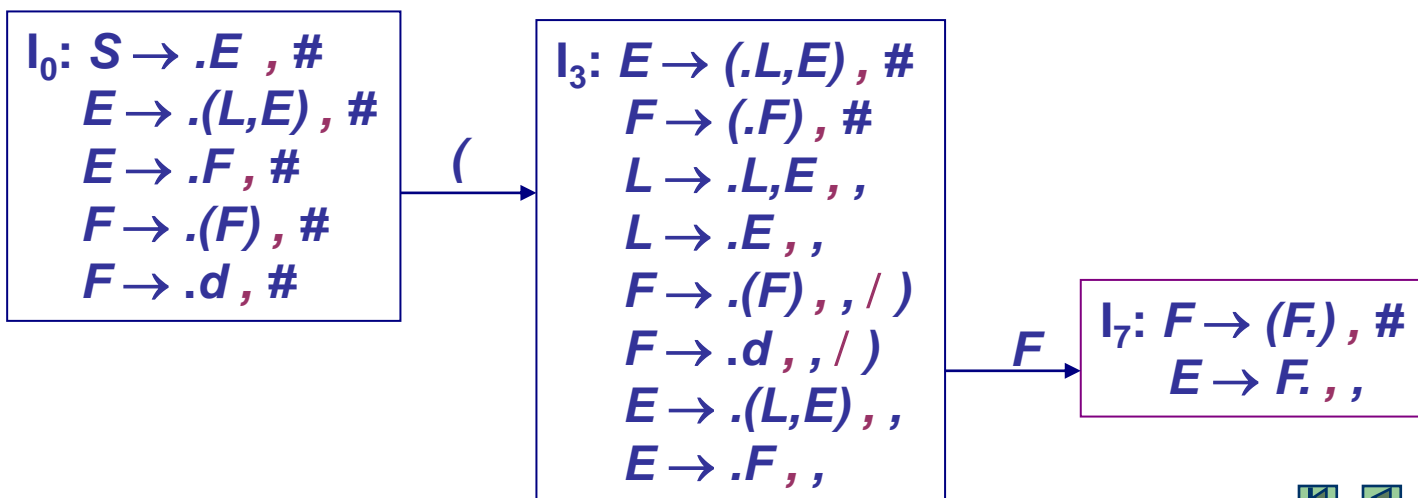 I₀: S → .E , #
E → .(L,E) , #
E → .F , #
F → .(F) , #
F → .d , #
(
I₃: E → (.L,E) , #
F → (.F) , #
L → .L,E , ,
L → .E , ,
F → .(F) , , / )
F → .d , , / )
E → .(L,E) , ,
E → .F , ,
F
I₇: F → (F.) , #
E → F. , ,